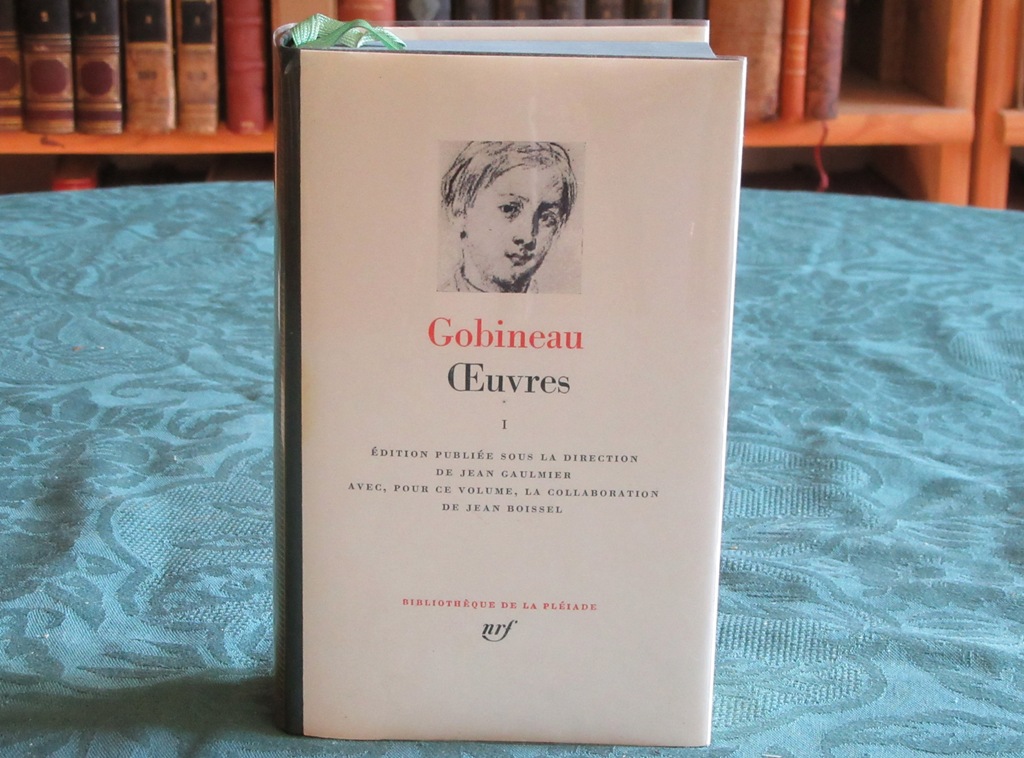 Gobineau
Œuvres
*
I
ÉDITION PUBLIÉE SOUS LA DIRECTION
DE JEAN GAULMIER
AVEC, POUR CE VOLUME, LA COLLABORATION
DE JEAN BOISSEL
BIBLIOTHÈQUE DE LA PLÉIADE
nrf